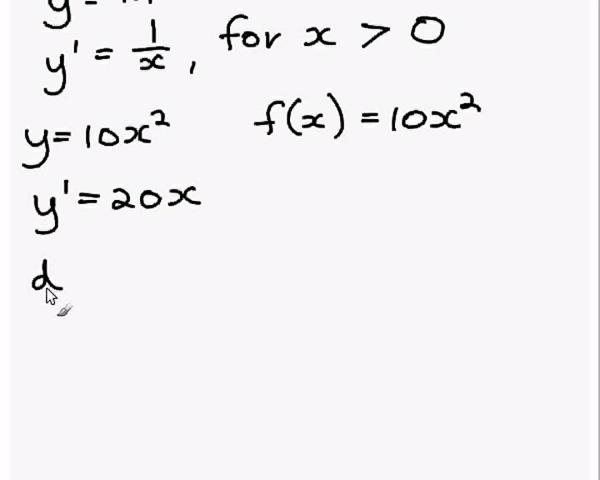 y =
y' = 1/x , for x > 0
y = 10x² f(x) = 10x²
y' = 20x
d